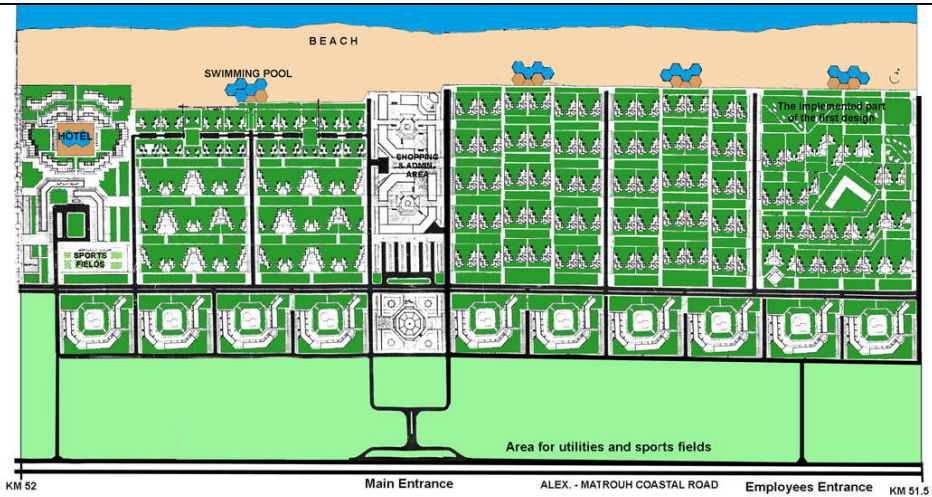 BEACH
SWIMMING POOL
HOTEL
The implemented part
of the first design
SHOPPING
& ADMIN.
AREA
SPORTS
FIELDS
Area for utilities and sports fields
KM 52
Main Entrance
ALEX. - MATROUH COASTAL ROAD
Employees Entrance
KM 51.5